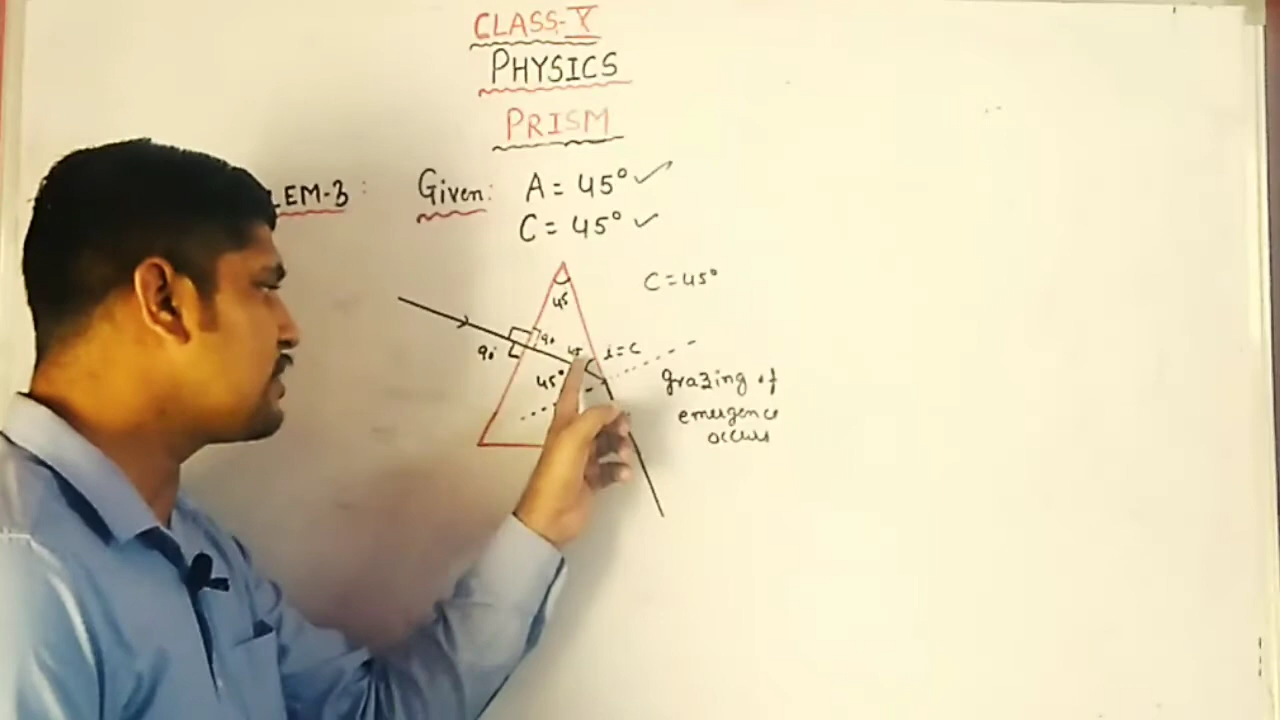 CLASS-X
PHYSICS
PRISM
LEM-3 :
Given: A = 45° ✓
C = 45° ✓
C = 45°
45
90
90°
45
i = c
45°
grazing of
emergence
occurs